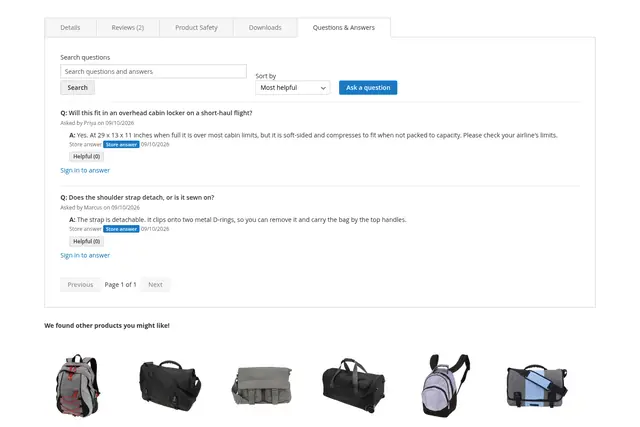 Details
Reviews (2)
Product Safety
Downloads
Questions & Answers
Search questions
Search questions and answers
Search
Sort by
Most helpful
Ask a question
Q: Will this fit in an overhead cabin locker on a short-haul flight?
Asked by Priya on 09/10/2026
A: Yes. At 29 x 13 x 11 inches when full it is over most cabin limits, but it is soft-sided and compresses to fit when not packed to capacity. Please check your airline's limits.
Store answer Store answer 09/10/2026
Helpful (0)
Sign in to answer
Q: Does the shoulder strap detach, or is it sewn on?
Asked by Marcus on 09/10/2026
A: The strap is detachable. It clips onto two metal D-rings, so you can remove it and carry the bag by the top handles.
Store answer Store answer 09/10/2026
Helpful (0)
Sign in to answer
Previous
Page 1 of 1
Next
We found other products you might like!